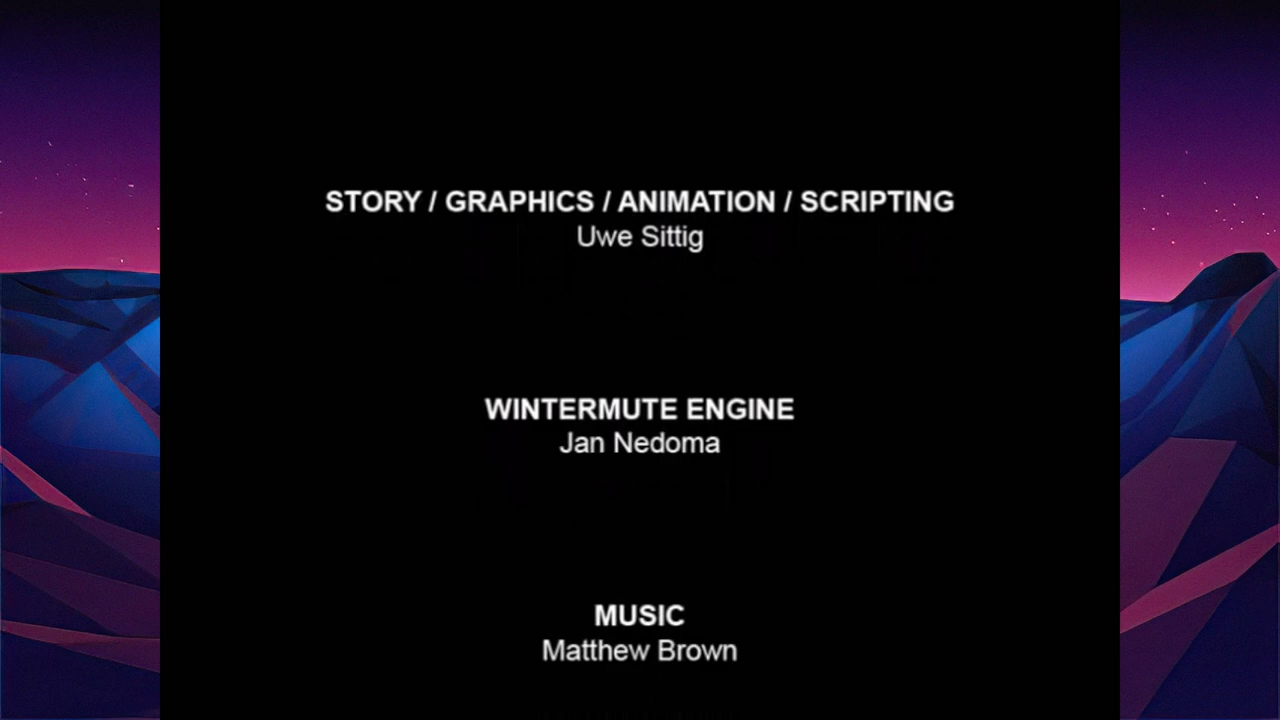 STORY / GRAPHICS / ANIMATION / SCRIPTING
Uwe Sittig
WINTERMUTE ENGINE
Jan Nedoma
MUSIC
Matthew Brown